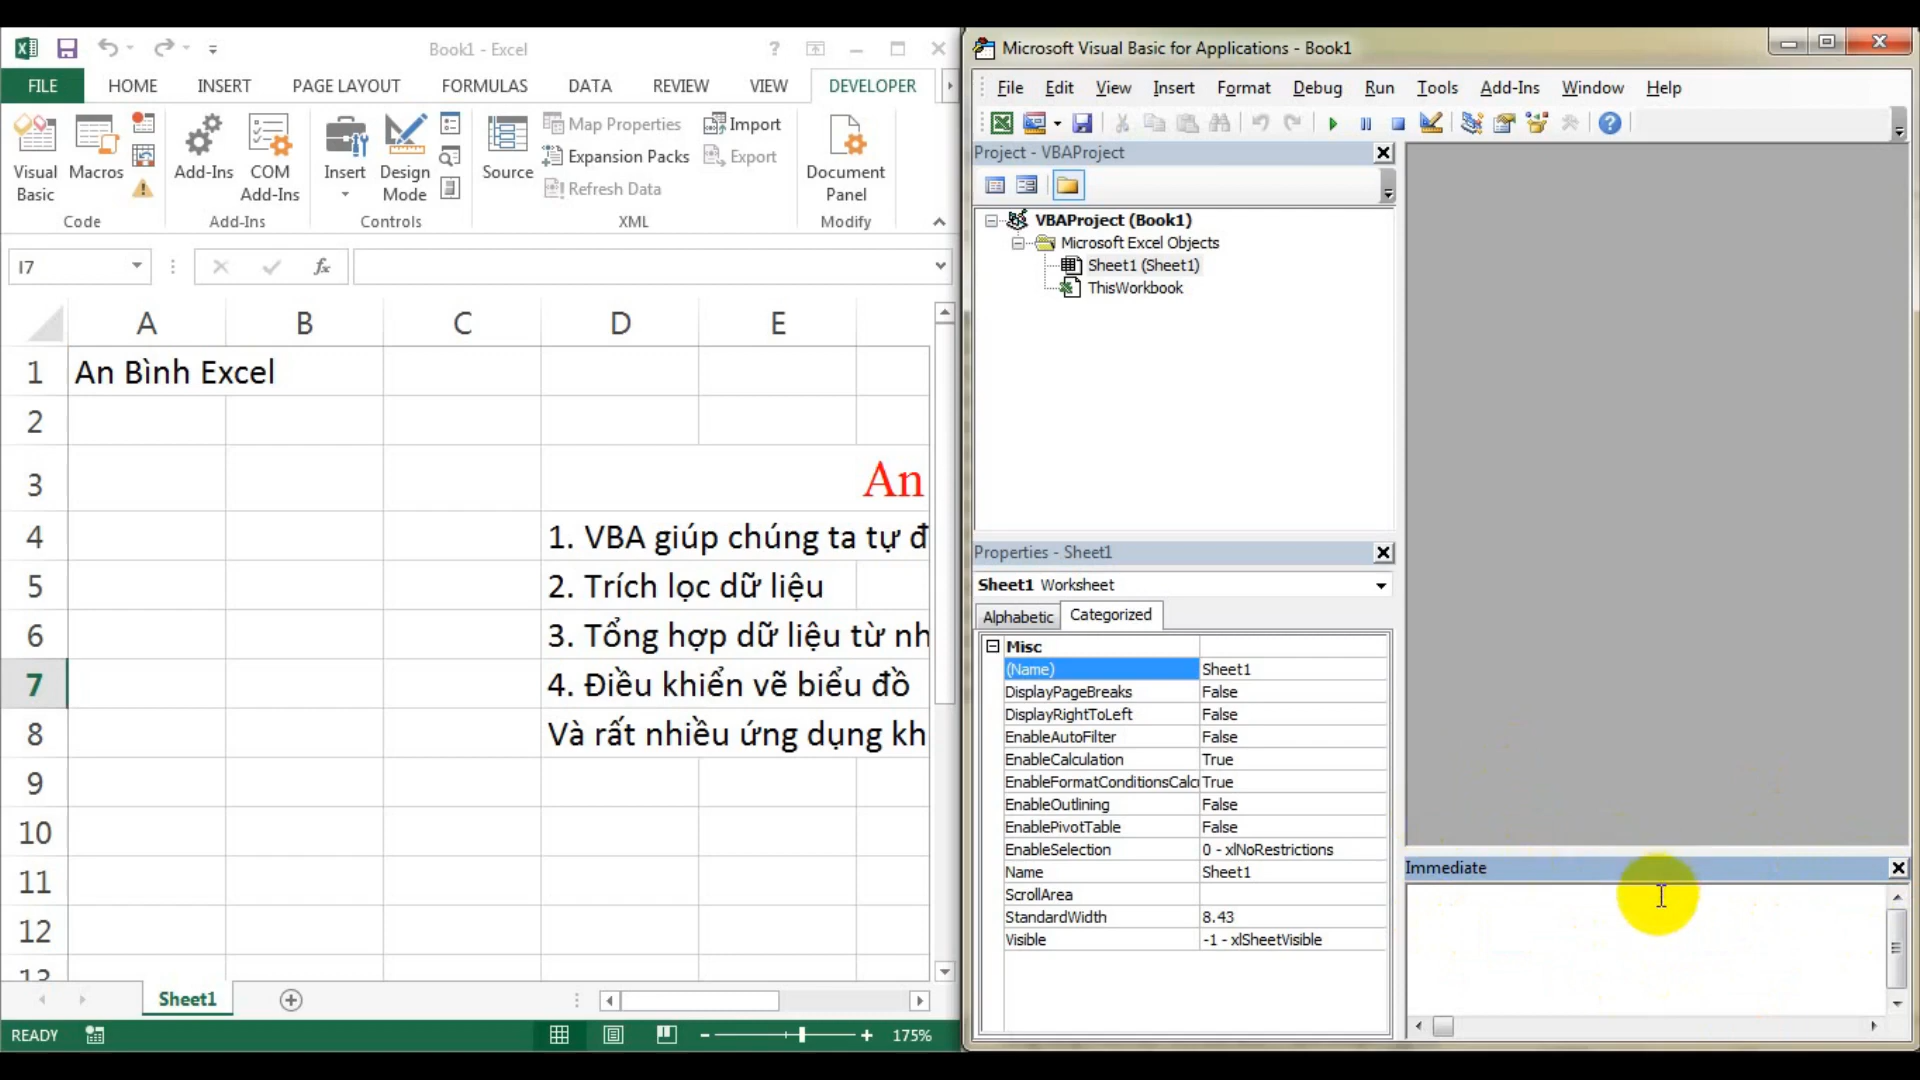 Book1 - Excel
FILE HOME INSERT PAGE LAYOUT FORMULAS DATA REVIEW VIEW DEVELOPER
Visual Basic
Macros
Code
Add-Ins
COM Add-Ins
Add-Ins
Insert
Design Mode
Controls
Source
Map Properties
Expansion Packs
Refresh Data
Import
Export
XML
Document Panel
Modify
I7
fx
A B C D E
1 An Bình Excel
2
3 An
4 1. VBA giúp chúng ta tự đ
5 2. Trích lọc dữ liệu
6 3. Tổng hợp dữ liệu từ nh
7 4. Điều khiển vẽ biểu đồ
8 Và rất nhiều ứng dụng kh
9
10
11
12
13
Sheet1
READY
175%
Microsoft Visual Basic for Applications - Book1
File Edit View Insert Format Debug Run Tools Add-Ins Window Help
Project - VBAProject
VBAProject (Book1)
Microsoft Excel Objects
Sheet1 (Sheet1)
ThisWorkbook
Properties - Sheet1
Sheet1 Worksheet
Alphabetic Categorized
Misc
(Name) Sheet1
DisplayPageBreaks False
DisplayRightToLeft False
EnableAutoFilter False
EnableCalculation True
EnableFormatConditionsCalcu True
EnableOutlining False
EnablePivotTable False
EnableSelection 0 - xlNoRestrictions
Name Sheet1
ScrollArea
StandardWidth 8.43
Visible -1 - xlSheetVisible
Immediate